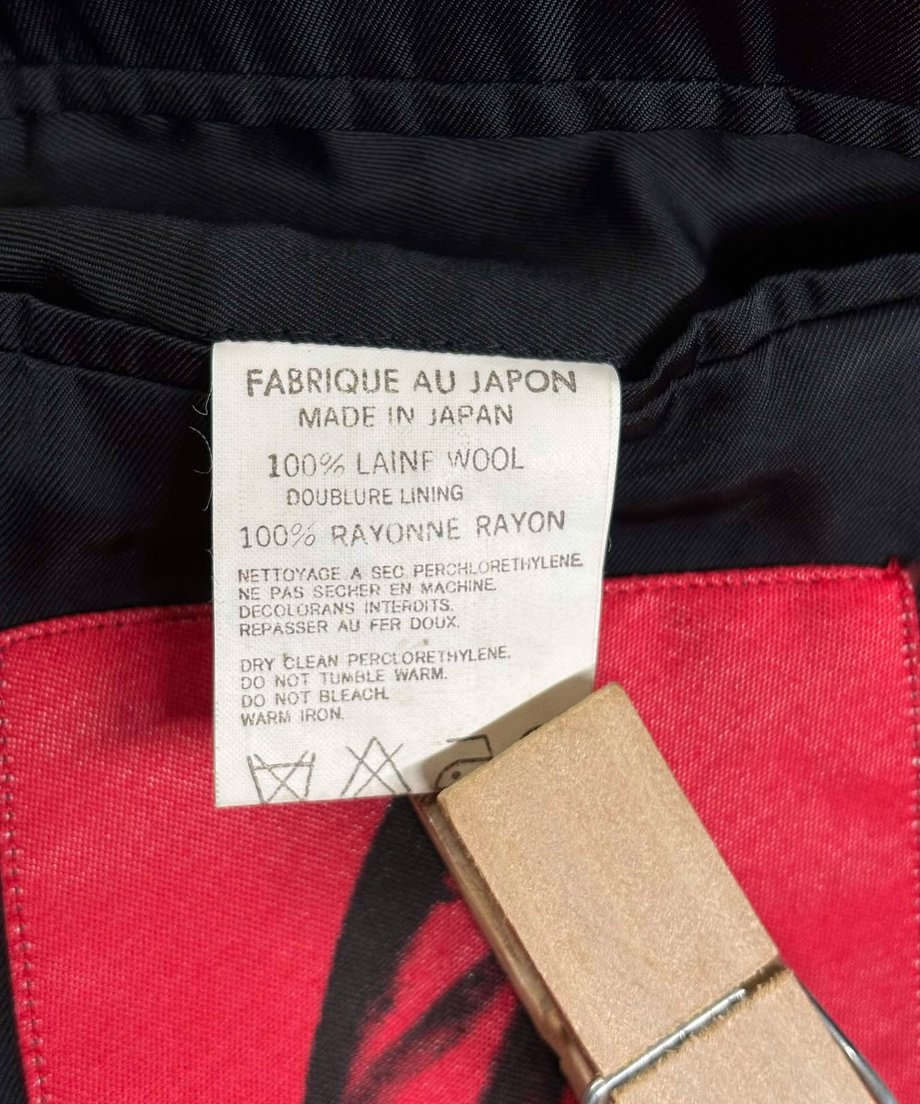 FABRIQUE AU JAPON
MADE IN JAPAN
100% LAINE WOOL
DOUBLURE LINING
100% RAYONNE RAYON
NETTOYAGE A SEC PERCHLORETHYLENE
NE PAS SECHER EN MACHINE.
DECOLORANS INTERDITS.
REPASSER AU FER DOUX.
DRY CLEAN PERCLORETHYLENE.
DO NOT TUMBLE WARM.
DO NOT BLEACH.
WARM IRON.